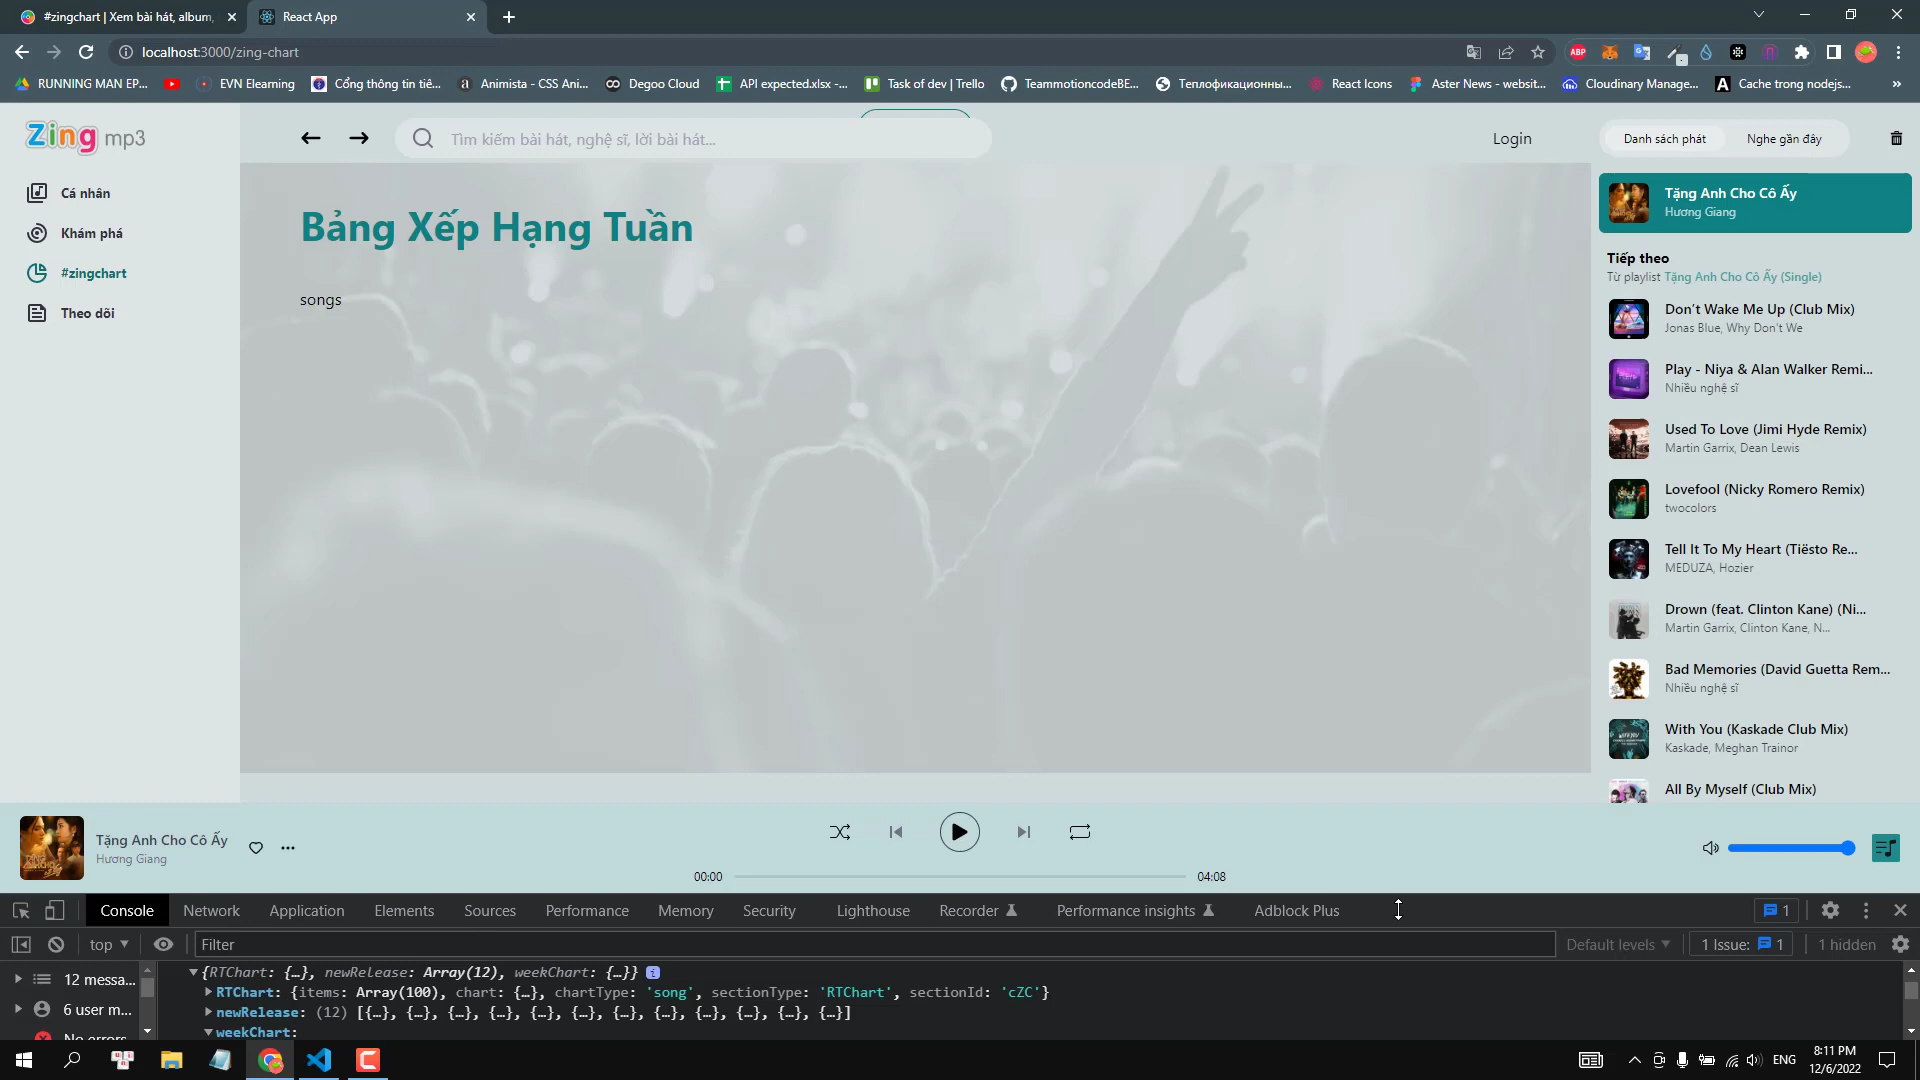 #zingchart | Xem bài hát, album,
React App
localhost:3000/zing-chart
RUNNING MAN EP...
EVN Elearning
Cổng thông tin tiê...
Animista - CSS Ani...
Degoo Cloud
API expected.xlsx -...
Task of dev | Trello
TeammotioncodeBE...
Теплофикационны...
React Icons
Aster News - websit...
Cloudinary Manage...
Cache trong nodejs...
»
Zing mp3
Tìm kiếm bài hát, nghệ sĩ, lời bài hát...
Login
Danh sách phát
Nghe gần đây
Cá nhân
Khám phá
#zingchart
Theo dõi
Bảng Xếp Hạng Tuần
songs
Tặng Anh Cho Cô Ấy
Hương Giang
Tiếp theo
Từ playlist Tặng Anh Cho Cô Ấy (Single)
Don't Wake Me Up (Club Mix)
Jonas Blue, Why Don't We
Play - Niya & Alan Walker Remi...
Nhiều nghệ sĩ
Used To Love (Jimi Hyde Remix)
Martin Garrix, Dean Lewis
Lovefool (Nicky Romero Remix)
twocolors
Tell It To My Heart (Tiësto Re...
MEDUZA, Hozier
Drown (feat. Clinton Kane) (Ni...
Martin Garrix, Clinton Kane, N...
Bad Memories (David Guetta Rem...
Nhiều nghệ sĩ
With You (Kaskade Club Mix)
Kaskade, Meghan Trainor
All By Myself (Club Mix)
Tặng Anh Cho Cô Ấy
Hương Giang
00:00
04:08
Console
Network
Application
Elements
Sources
Performance
Memory
Security
Lighthouse
Recorder
Performance insights
Adblock Plus
1
top
Filter
Default levels
1 Issue: 1
1 hidden
12 messa...
6 user m...
No errors
{RTChart: {…}, newRelease: Array(12), weekChart: {…}}
RTChart: {items: Array(100), chart: {…}, chartType: 'song', sectionType: 'RTChart', sectionId: 'cZC'}
newRelease: (12) [{…}, {…}, {…}, {…}, {…}, {…}, {…}, {…}, {…}, {…}, {…}, {…}]
weekChart:
ENG
8:11 PM
12/6/2022